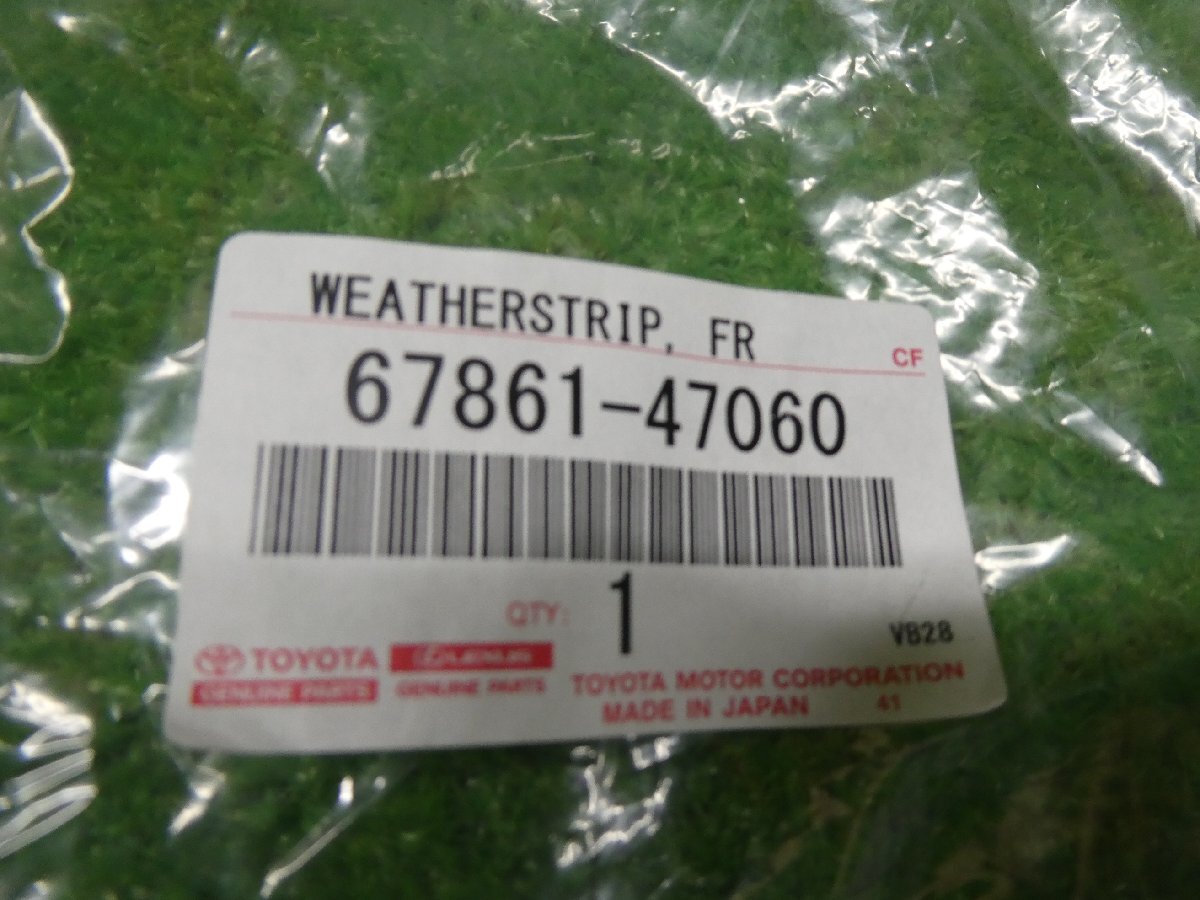 WEATHERSTRIP, FR
CF
67861-47060
QTY: 1
VB28
TOYOTA
GENUINE PARTS
LEXUS
GENUINE PARTS
TOYOTA MOTOR CORPORATION
MADE IN JAPAN 41